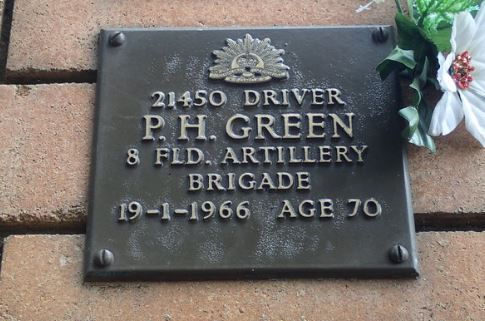 21450 DRIVER
P.H. GREEN
8 FLD. ARTILLERY
BRIGADE
19-1-1966 AGE 70